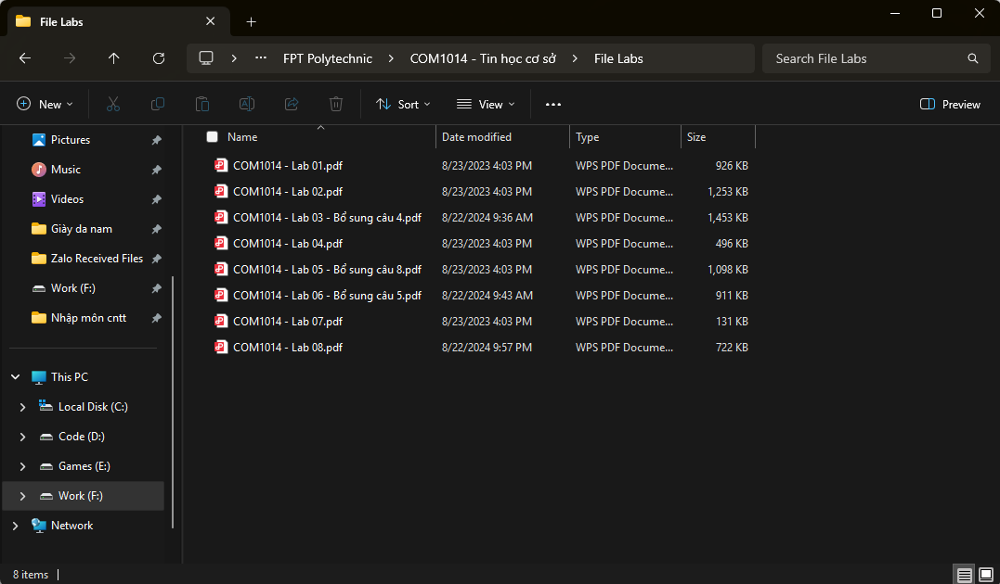 File Labs
FPT Polytechnic COM1014 - Tin học cơ sở File Labs
Search File Labs
New Sort View Preview
Pictures
Music
Videos
Giày da nam
Zalo Received Files
Work (F:)
Nhập môn cntt
This PC
Local Disk (C:)
Code (D:)
Games (E:)
Work (F:)
Network
Name Date modified Type Size
COM1014 - Lab 01.pdf 8/23/2023 4:03 PM WPS PDF Docume... 926 KB
COM1014 - Lab 02.pdf 8/23/2023 4:03 PM WPS PDF Docume... 1,253 KB
COM1014 - Lab 03 - Bổ sung câu 4.pdf 8/22/2024 9:36 AM WPS PDF Docume... 1,453 KB
COM1014 - Lab 04.pdf 8/23/2023 4:03 PM WPS PDF Docume... 496 KB
COM1014 - Lab 05 - Bổ sung câu 8.pdf 8/23/2023 4:03 PM WPS PDF Docume... 1,098 KB
COM1014 - Lab 06 - Bổ sung câu 5.pdf 8/22/2024 9:43 AM WPS PDF Docume... 911 KB
COM1014 - Lab 07.pdf 8/23/2023 4:03 PM WPS PDF Docume... 131 KB
COM1014 - Lab 08.pdf 8/22/2024 9:57 PM WPS PDF Docume... 722 KB
8 items